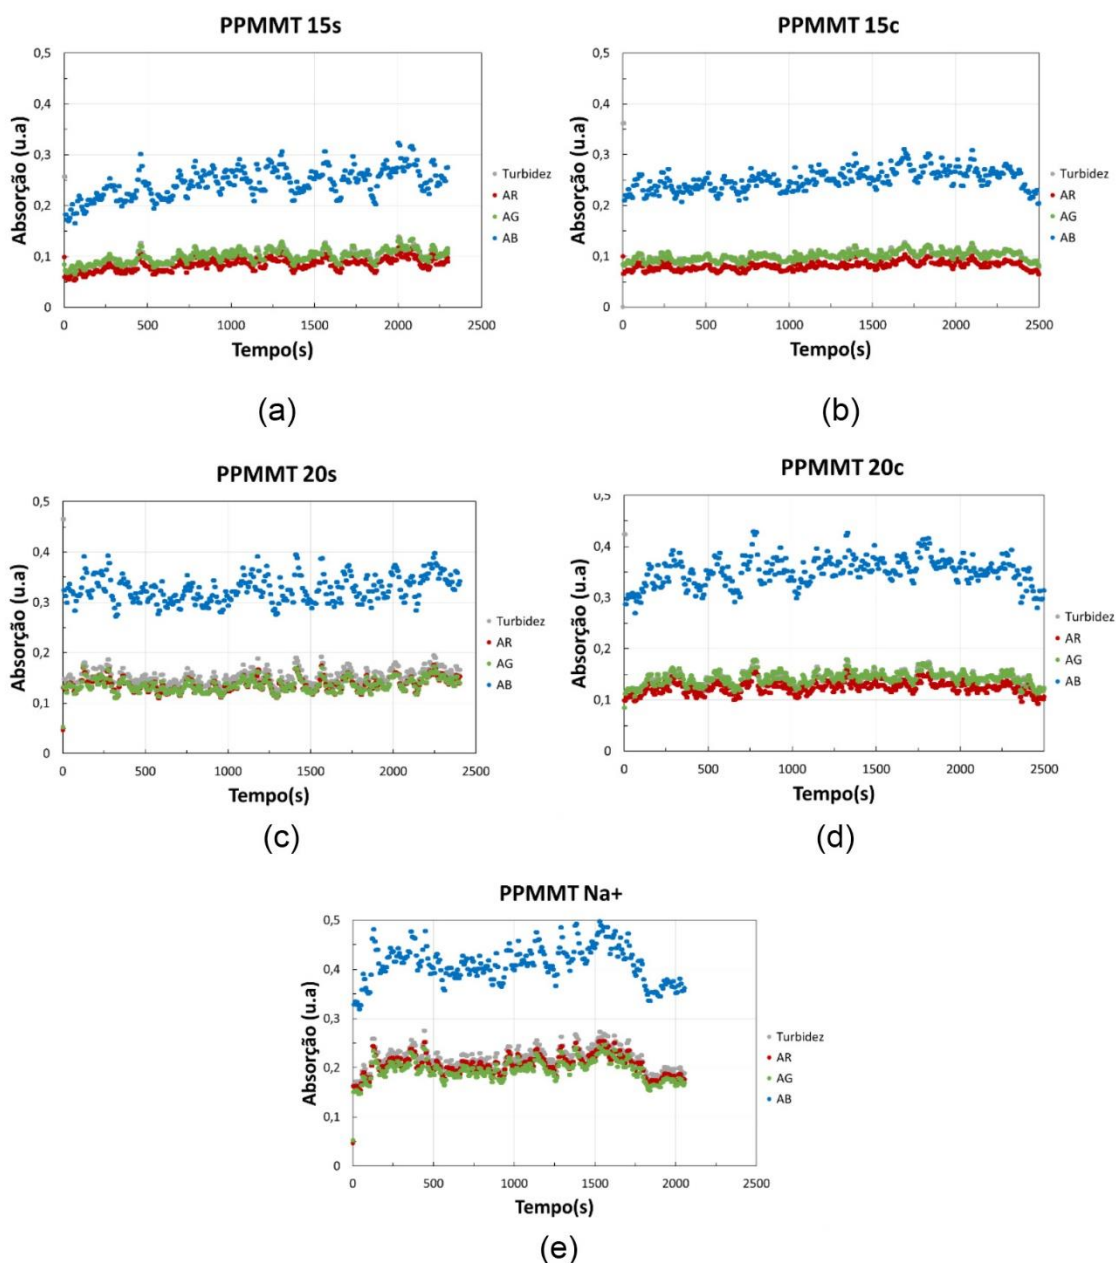 PPMMT 15s
0,5
0,4
0,3
0,2
0,1
0
Absorção (u.a)
0 500 1000 1500 2000 2500
Tempo(s)
Turbidez
AR
AG
AB
(a)
PPMMT 15c
0,5
0,4
0,3
0,2
0,1
0
Absorção (u.a)
0 500 1000 1500 2000 2500
Tempo(s)
Turbidez
AR
AG
AB
(b)
PPMMT 20s
0,5
0,4
0,3
0,2
0,1
0
Absorção (u.a)
0 500 1000 1500 2000 2500
Tempo(s)
Turbidez
AR
AG
AB
(c)
PPMMT 20c
0,5
0,4
0,3
0,2
0,1
0
Absorção (u.a)
0 500 1000 1500 2000 2500
Tempo(s)
Turbidez
AR
AG
AB
(d)
PPMMT Na+
0,5
0,4
0,3
0,2
0,1
0
Absorção (u.a)
0 500 1000 1500 2000 2500
Tempo(s)
Turbidez
AR
AG
AB
(e)